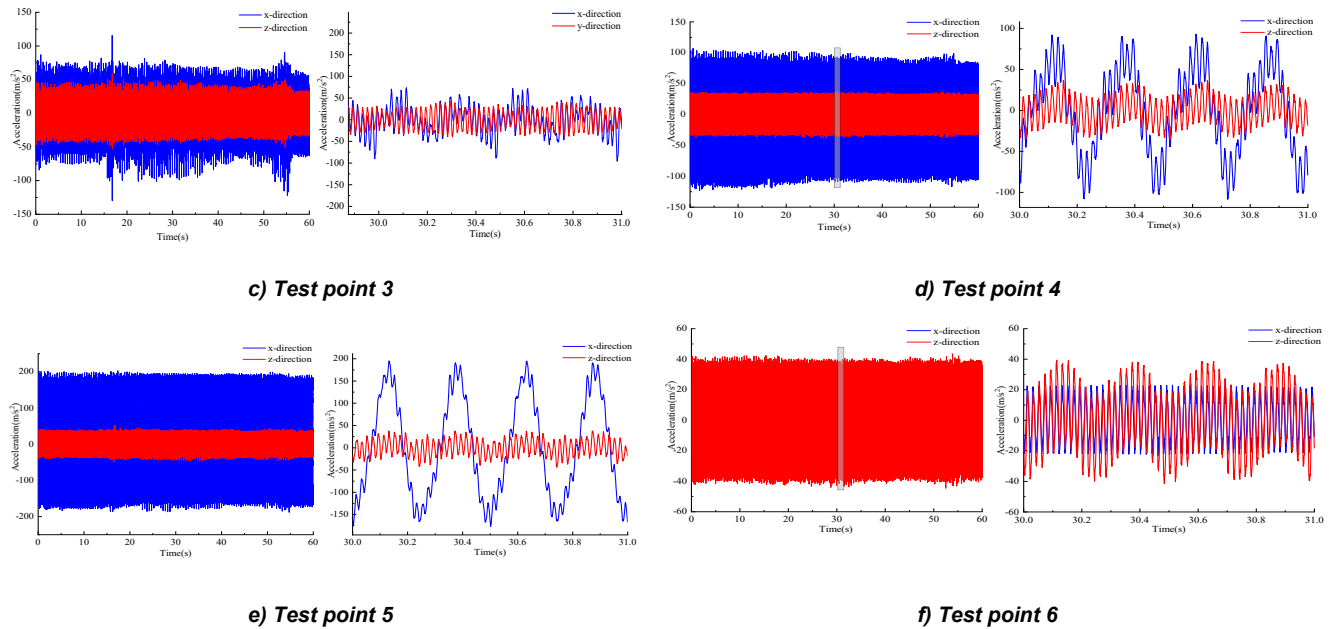 x-direction
z-direction
150
100
50
0
-50
-100
-150
0 10 20 30 40 50 60
Acceleration(m/s²)
Time(s)
x-direction
y-direction
250
200
150
100
50
0
-50
-100
-150
-200
30.0 30.2 30.4 30.6 30.8 31.0
Acceleration(m/s²)
Time(s)
x-direction
z-direction
150
100
50
0
-50
-100
-150
0 10 20 30 40 50 60
Acceleration(m/s²)
Time(s)
x-direction
z-direction
100
50
0
-50
-100
30.0 30.2 30.4 30.6 30.8 31.0
Acceleration(m/s²)
Time(s)
c) Test point 3
d) Test point 4
x-direction
z-direction
200
100
0
-100
-200
0 10 20 30 40 50 60
Acceleration(m/s²)
Time(s)
x-direction
z-direction
200
150
100
50
0
-50
-100
-150
30.0 30.2 30.4 30.6 30.8 31.0
Acceleration(m/s²)
Time(s)
x-direction
z-direction
60
40
20
0
-20
-40
-60
0 10 20 30 40 50 60
Acceleration(m/s²)
Time(s)
x-direction
z-direction
60
40
20
0
-20
-40
-60
30.0 30.2 30.4 30.6 30.8 31.0
Acceleration(m/s²)
Time(s)
e) Test point 5
f) Test point 6